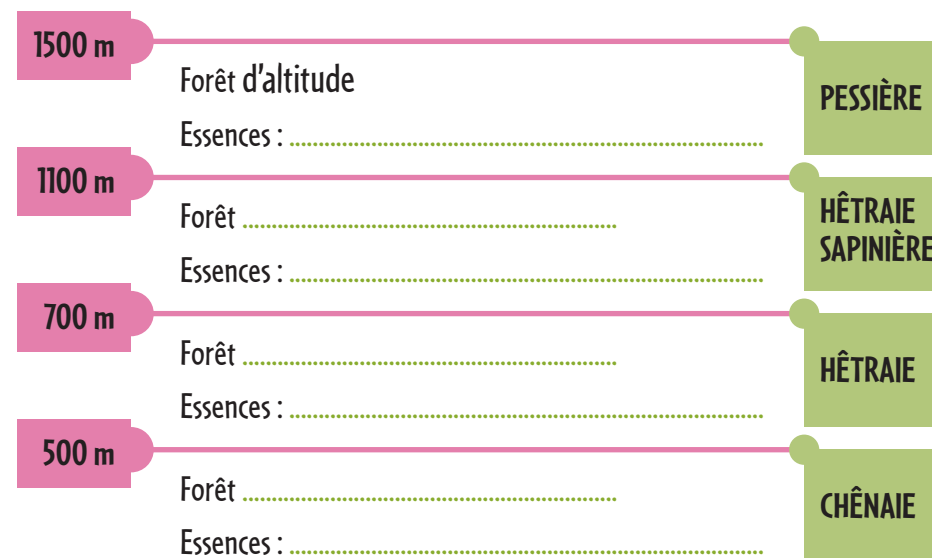 1500 m
Forêt d'altitude
PESSIÈRE
Essences : ................................................................................
1100 m
Forêt ...............................................................
HÊTRAIE
SAPINIÈRE
Essences : ................................................................................
700 m
Forêt ...............................................................
HÊTRAIE
Essences : ................................................................................
500 m
Forêt ...............................................................
CHÊNAIE
Essences : ................................................................................